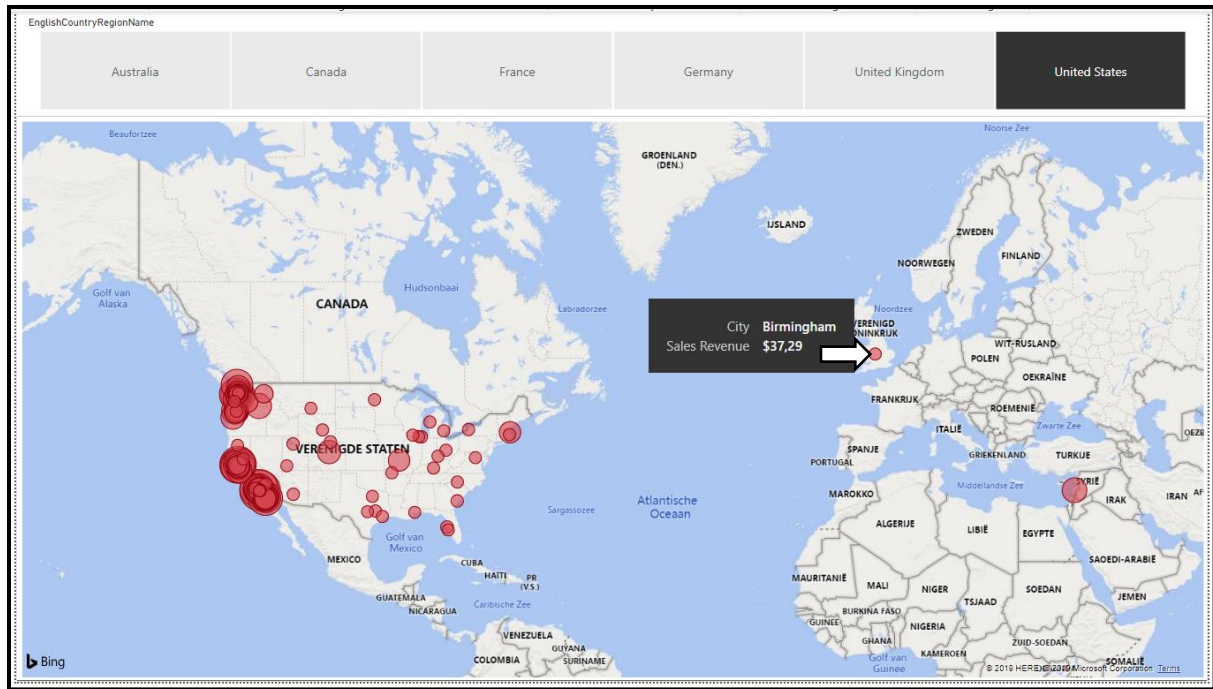 EnglishCountryRegionName
Australia
Canada
France
Germany
United Kingdom
United States
Beaufortzee
Noorse Zee
GROENLAND
(DEN.)
IJSLAND
ZWEDEN
FINLAND
NOORWEGEN
Golf van
Alaska
CANADA
Hudsonbaai
Labradorzee
Noordzee
City Birmingham
Sales Revenue $37,29
WIT-RUSLAND
POLEN
OEKRAÏNE
FRANKRIJK
ROEMENIË
VERENIGDE STATEN
ITALIË
Zwarte Zee
SPANJE
PORTUGAL
GRIEKENLAND
TURKIJE
Middellandse Zee
SYRIË
IRAK
IRAN
MAROKKO
Atlantische
Oceaan
Sargassozee
ALGERIJE
LIBIË
EGYPTE
Golf van
Mexico
MEXICO
CUBA
HAÏTI
PR
(V.S.)
SAOEDI-ARABIË
MAURITANIË
MALI
NIGER
TSJAAD
SOEDAN
JEMEN
GUATEMALA
NICARAGUA
Caribische Zee
BURKINA FASO
GUINEE
NIGERIA
GHANA
VENEZUELA
GUYANA
COLOMBIA
SURINAME
ZUID-SOEDAN
KAMEROEN
Golf van
Guinee
SOMALIË
Bing
© 2019 HERE
Microsoft Corporation Terms